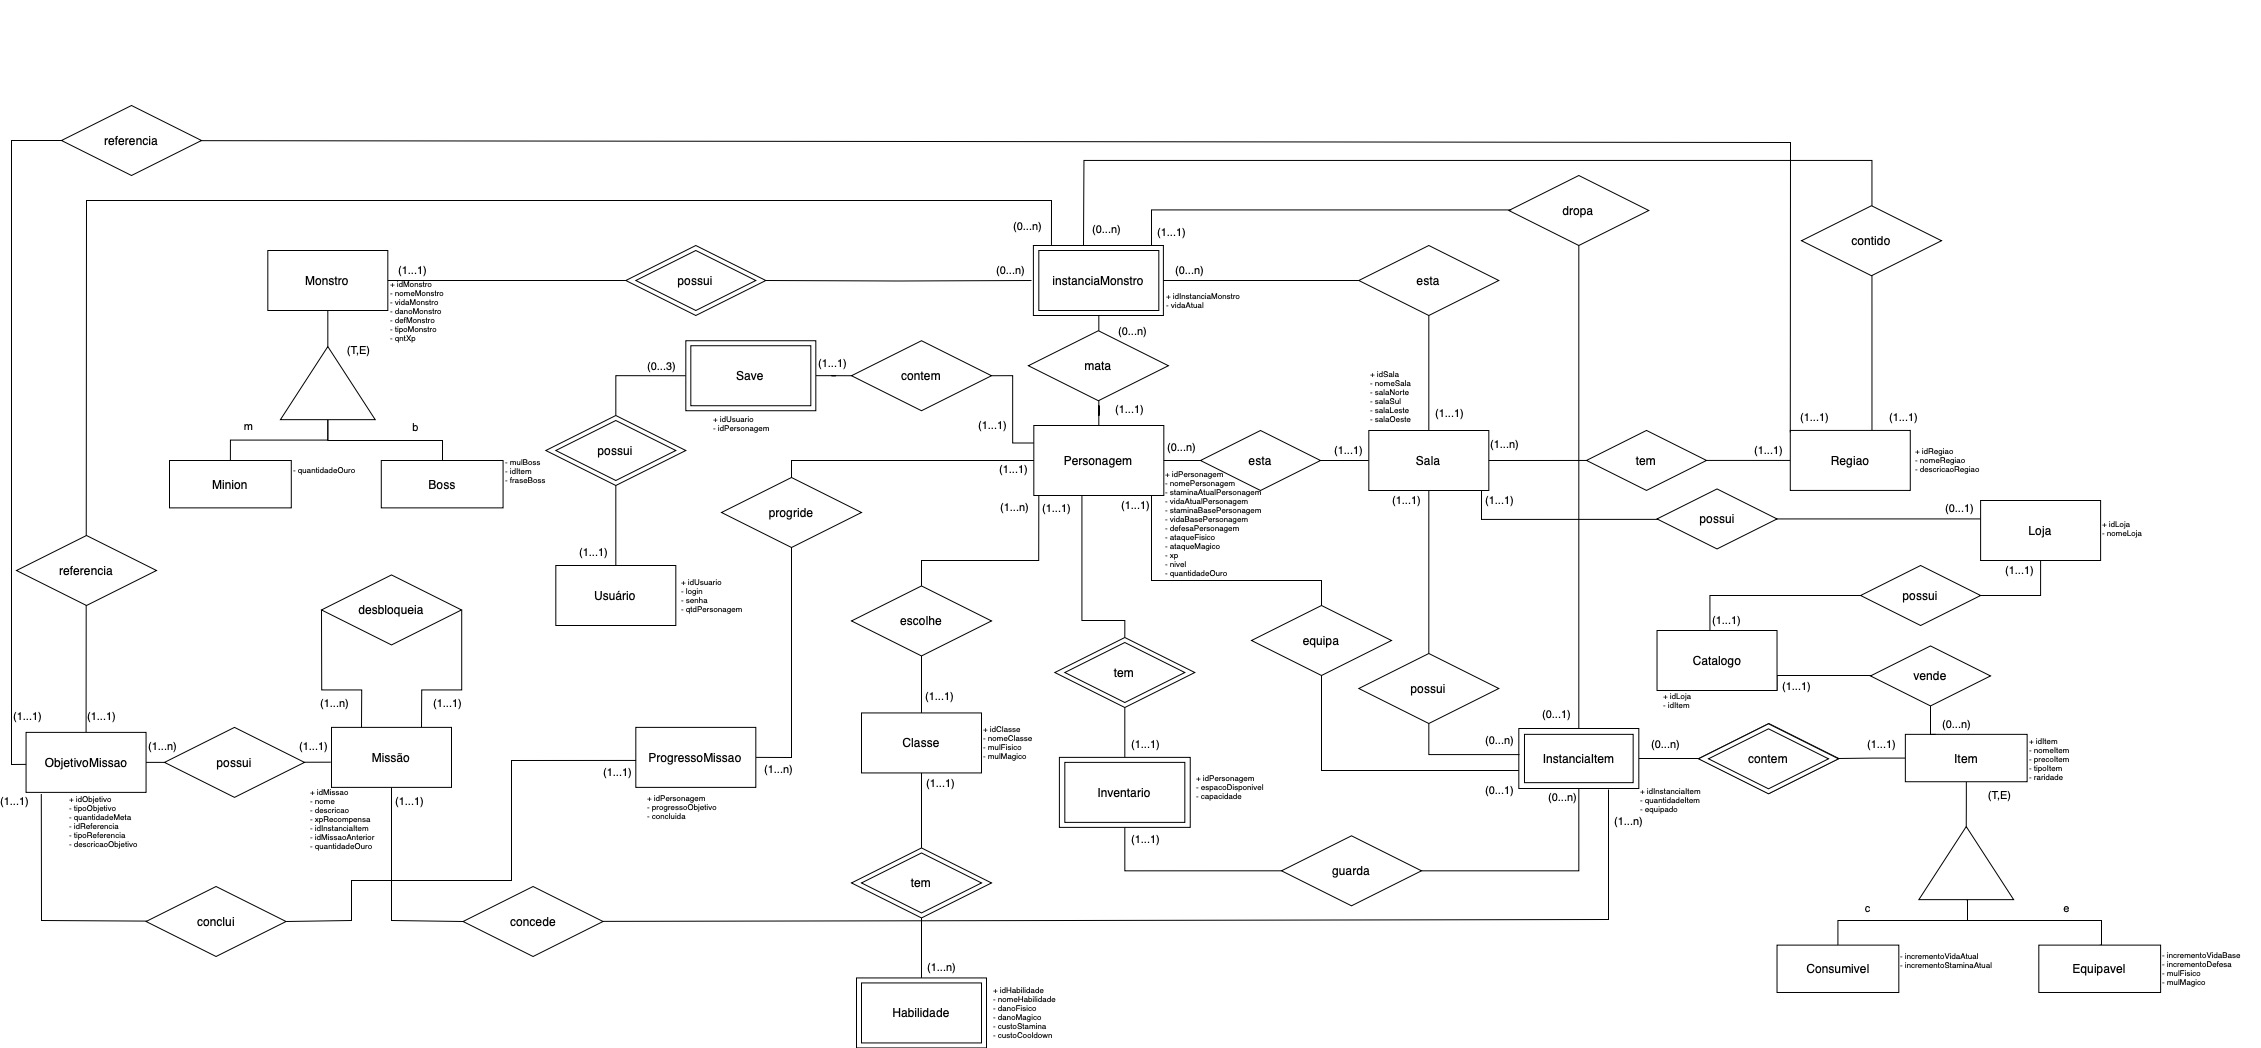 referencia
dropa
contido
(0...n)
(0...n)
(1...1)
Monstro
(1...1)
+ idMonstro
- nomeMonstro
- vidaMonstro
- danoMonstro
- defMonstro
- tipoMonstro
- qntXp
possui
(0...n)
instanciaMonstro
(0...n)
+ idInstanciaMonstro
- vidaAtual
esta
(T,E)
m
b
Minion
- quantidadeOuro
Boss
- mulBoss
- idItem
- fraseBoss
(0...3)
Save
(1...1)
+ idUsuario
- idPersonagem
contem
(1...1)
(0...n)
mata
(1...1)
possui
(1...1)
Usuário
+ idUsuario
- login
- senha
- qtdPersonagem
progride
Personagem
(1...1)
(1...n)
(1...1)
(1...1)
(0...n)
+ idPersonagem
- nomePersonagem
- staminaAtualPersonagem
- vidaAtualPersonagem
- staminaBasePersonagem
- vidaBasePersonagem
- defesaPersonagem
- ataqueFisico
- ataqueMagico
- xp
- nivel
- quantidadeOuro
esta
(1...1)
+ idSala
- nomeSala
- salaNorte
- salaSul
- salaLeste
- salaOeste
(1...1)
Sala
(1...n)
(1...1)
(1...1)
tem
(1...1)
(1...1)
(1...1)
Regiao
+ idRegiao
- nomeRegiao
- descricaoRegiao
possui
(0...1)
Loja
+ idLoja
- nomeLoja
(1...1)
possui
(1...1)
Catalogo
+ idLoja
- idItem
(1...1)
vende
(0...n)
referencia
desbloqueia
(1...n)
(1...1)
(1...1)
(1...1)
ObjetivoMissao
(1...n)
(1...1)
+ idObjetivo
- tipoObjetivo
- quantidadeMeta
- idReferencia
- tipoReferencia
- descricaoObjetivo
possui
(1...1)
Missão
(1...1)
+ idMissao
- nome
- descricao
- xpRecompensa
- idInstanciaItem
- idMissaoAnterior
- quantidadeOuro
ProgressoMissao
(1...1)
(1...n)
+ idPersonagem
- progressoObjetivo
- concluida
escolhe
(1...1)
Classe
+ idClasse
- nomeClasse
- mulFisico
- mulMagico
(1...1)
tem
(1...n)
Habilidade
+ idHabilidade
- nomeHabilidade
- danoFisico
- danoMagico
- custoStamina
- custoCooldown
tem
(1...1)
Inventario
+ idPersonagem
- espacoDisponivel
- capacidade
(1...1)
equipa
possui
(0...1)
(0...n)
InstanciaItem
(0...n)
(0...1)
(0...n)
+ idInstanciaItem
- quantidadeItem
- equipado
(1...n)
contem
(1...1)
Item
+ idItem
- nomeItem
- precoItem
- tipoItem
- raridade
(T,E)
guarda
conclui
concede
c
e
Consumivel
- incrementoVidaAtual
- incrementoStaminaAtual
Equipavel
- incrementoVidaBase
- incrementoDefesa
- mulFisico
- mulMagico